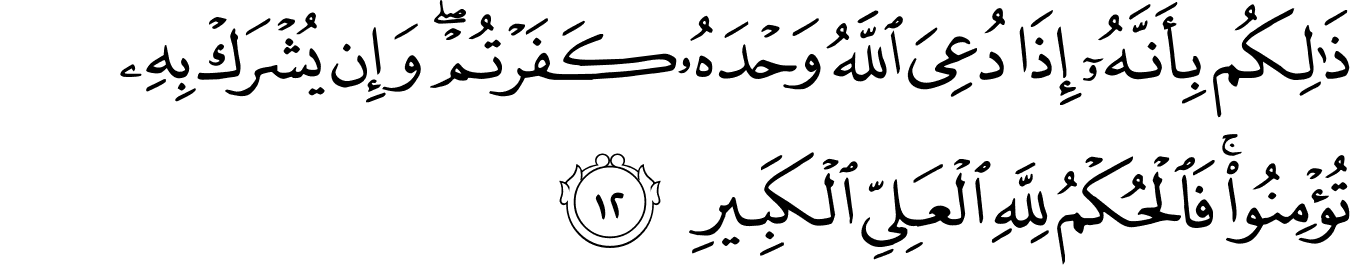 ذَٰلِكُم بِأَنَّهُۥٓ إِذَا دُعِىَ ٱللَّهُ وَحْدَهُۥ كَفَرْتُمْ ۖ وَإِن يُشْرَكْ بِهِۦ
تُؤْمِنُوا۟ ۚ فَٱلْحُكْمُ لِلَّهِ ٱلْعَلِىِّ ٱلْكَبِيرِ ١٢